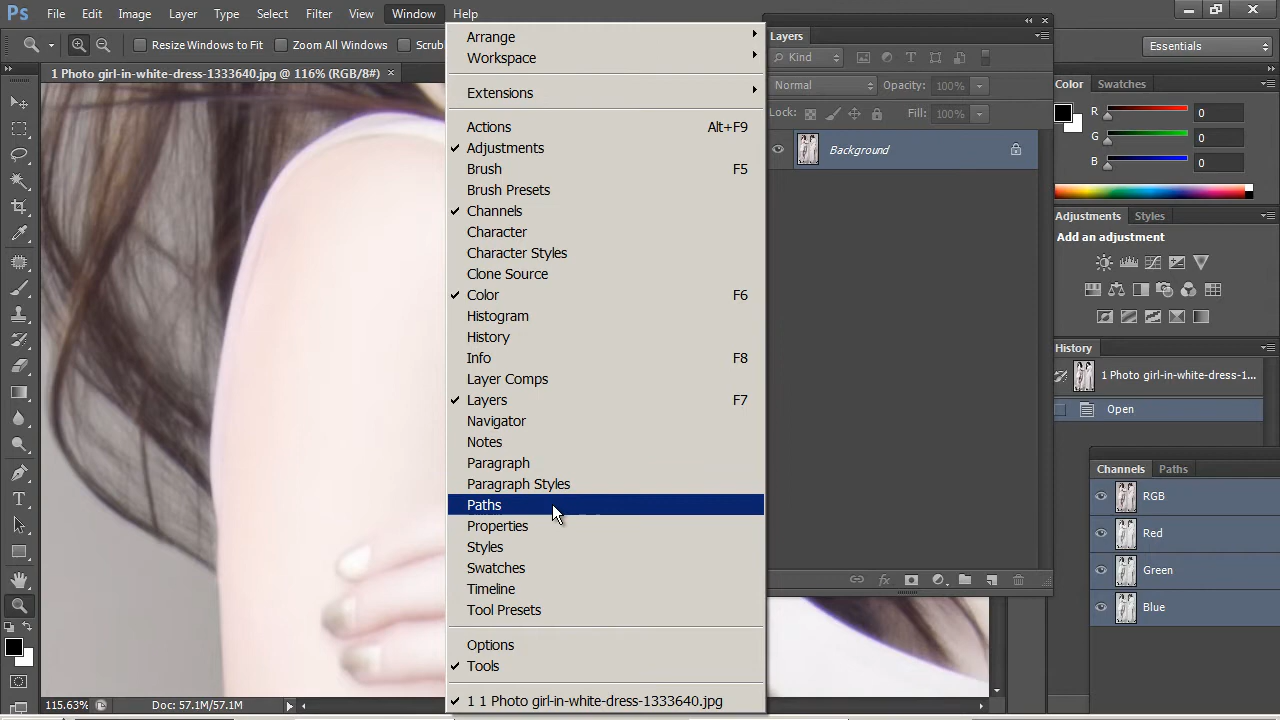 Ps File Edit Image Layer Type Select Filter View Window Help
Resize Windows to Fit Zoom All Windows Scrub
Essentials
1 Photo girl-in-white-dress-1333640.jpg @ 116% (RGB/8#) ×
Arrange
Workspace
Extensions
Actions Alt+F9
Adjustments
Brush F5
Brush Presets
Channels
Character
Character Styles
Clone Source
Color F6
Histogram
History
Info F8
Layer Comps
Layers F7
Navigator
Notes
Paragraph
Paragraph Styles
Paths
Properties
Styles
Swatches
Timeline
Tool Presets
Options
Tools
1 1 Photo girl-in-white-dress-1333640.jpg
Layers
Kind
Normal Opacity: 100%
Lock: Fill: 100%
Background
Color Swatches
R 0
G 0
B 0
Adjustments Styles
Add an adjustment
History
1 Photo girl-in-white-dress-1...
Open
Channels Paths
RGB
Red
Green
Blue
115.63% Doc: 57.1M/57.1M